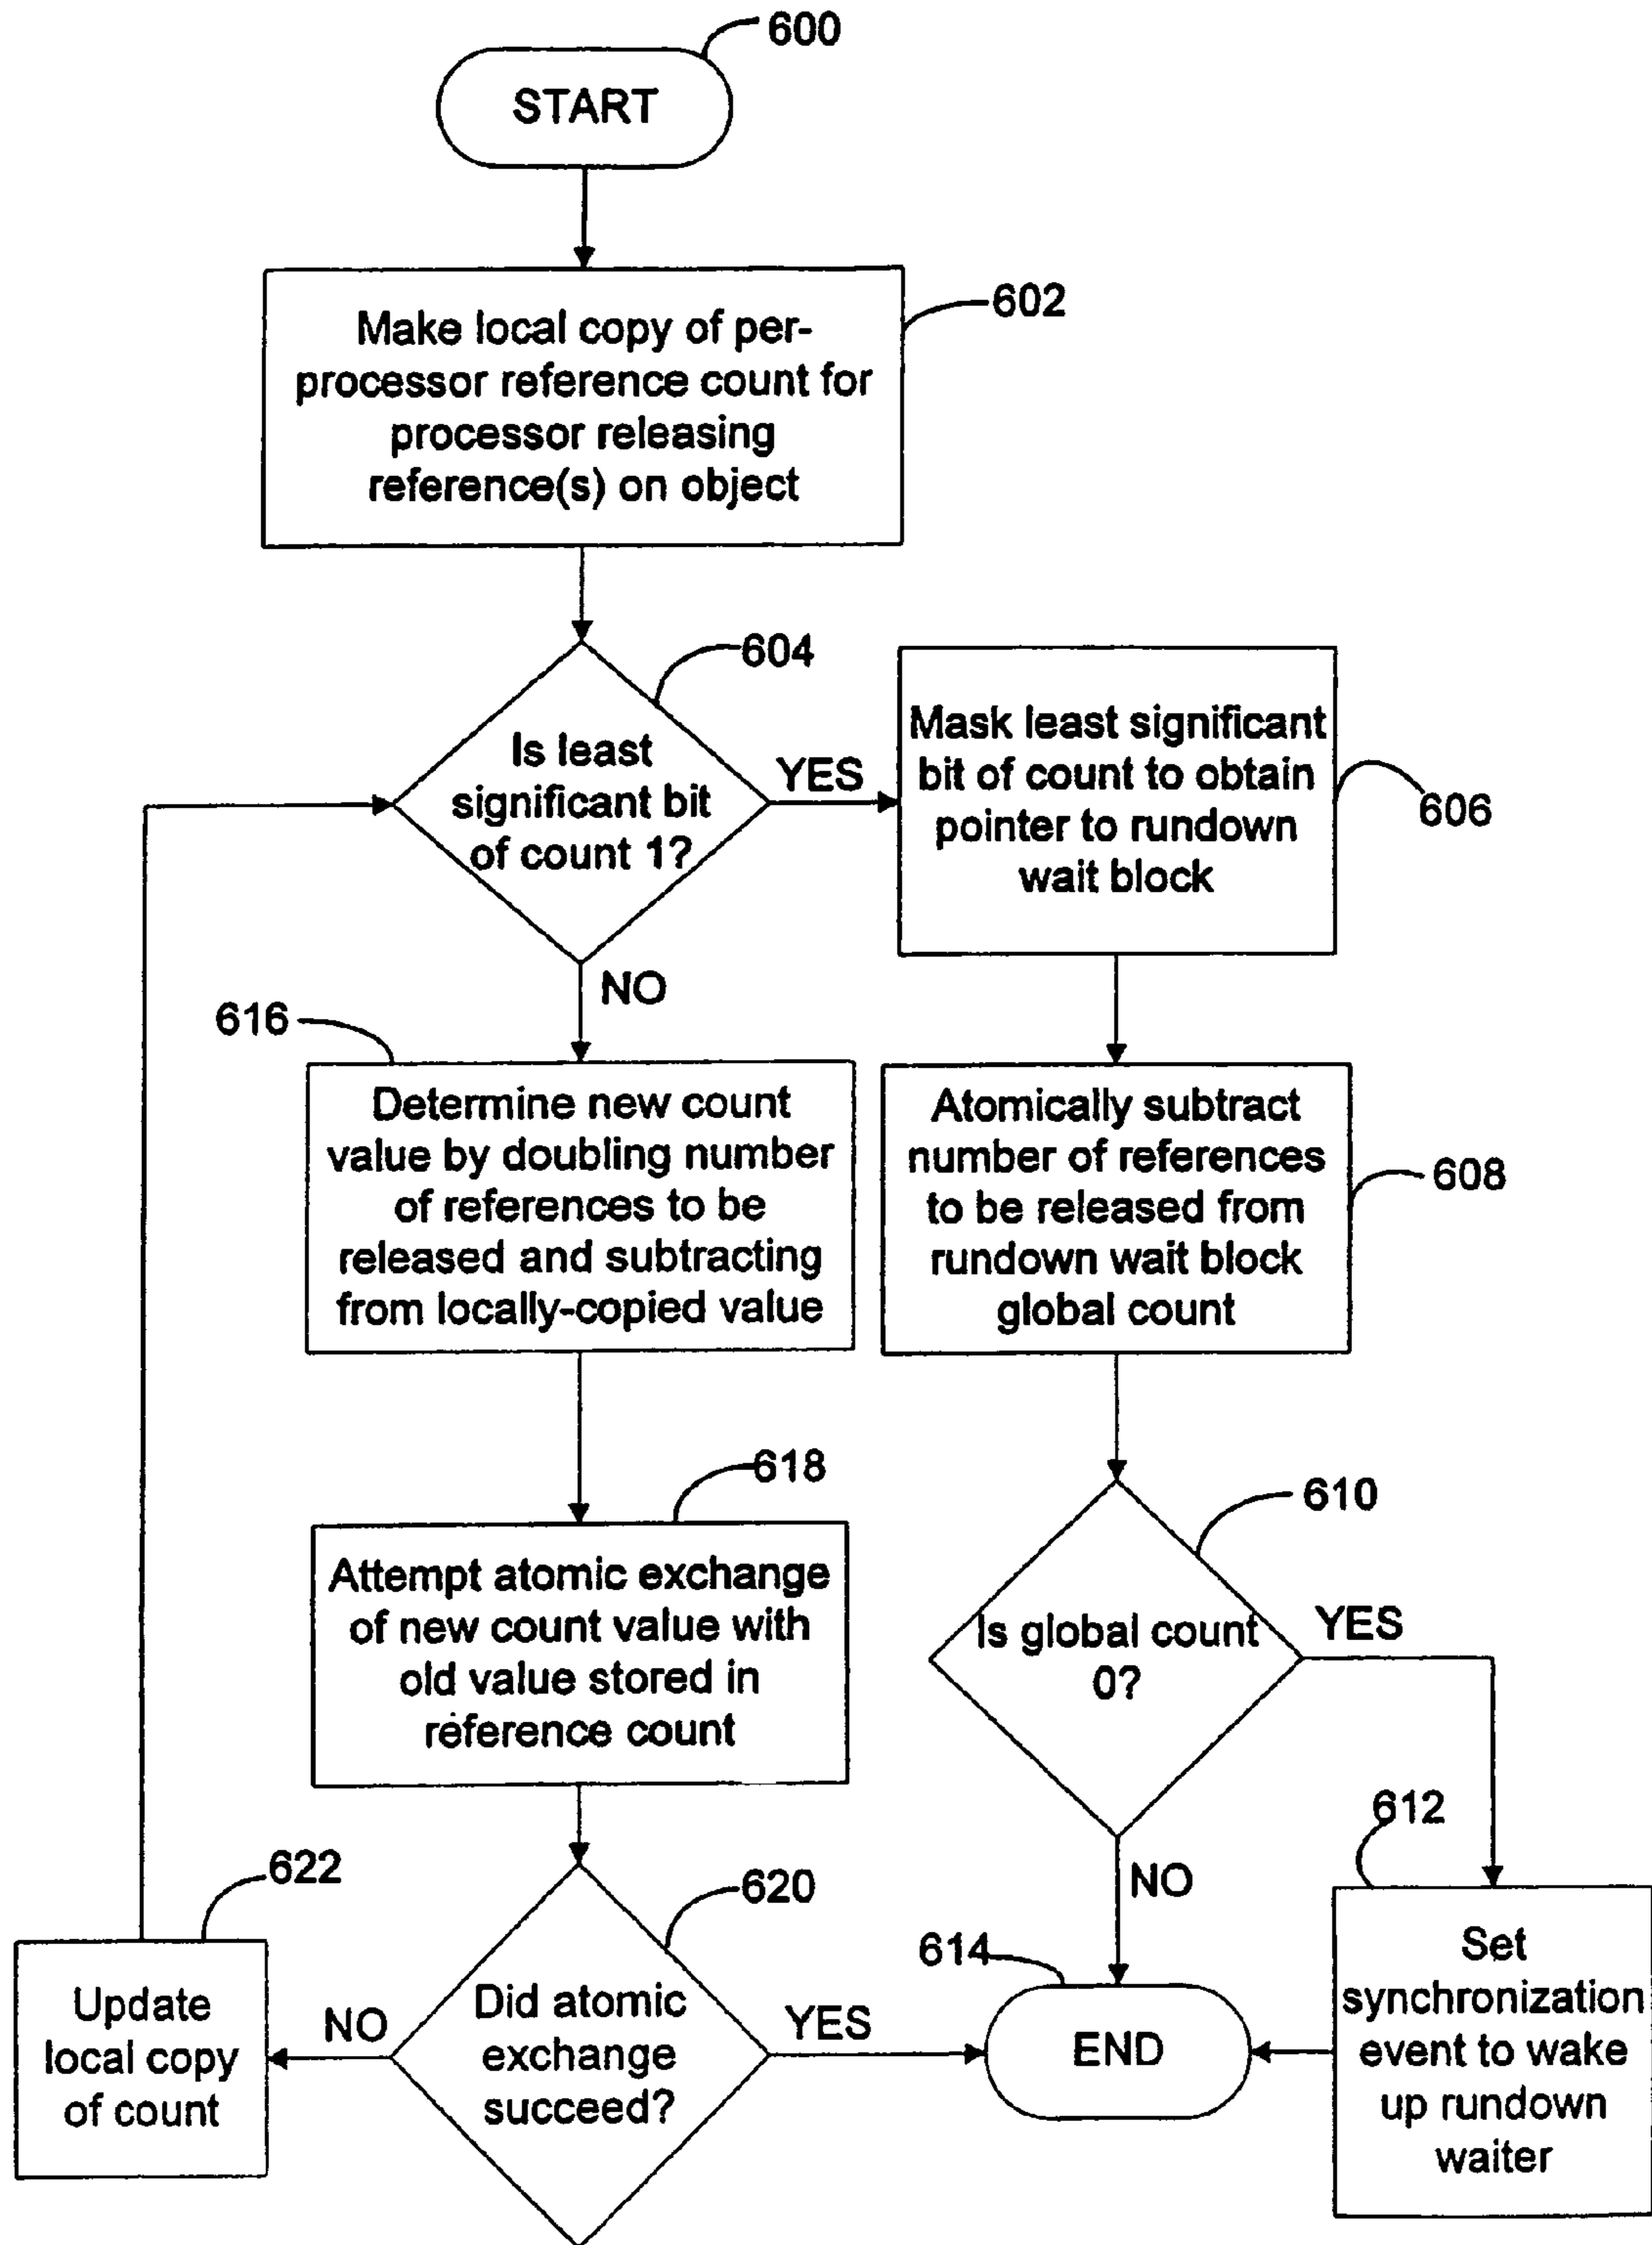 600
START
602
Make local copy of per-
processor reference count for
processor releasing
reference(s) on object
604
Is least
significant bit
of count 1?
YES
Mask least significant
bit of count to obtain
pointer to rundown
wait block
606
NO
616
Determine new count
value by doubling number
of references to be
released and subtracting
from locally-copied value
Atomically subtract
number of references
to be released from
rundown wait block
global count
608
618
Attempt atomic exchange
of new count value with
old value stored in
reference count
610
Is global count
0?
YES
612
NO
622
Update
local copy
of count
NO
620
Did atomic
exchange
succeed?
YES
614
END
Set
synchronization
event to wake
up rundown
waiter